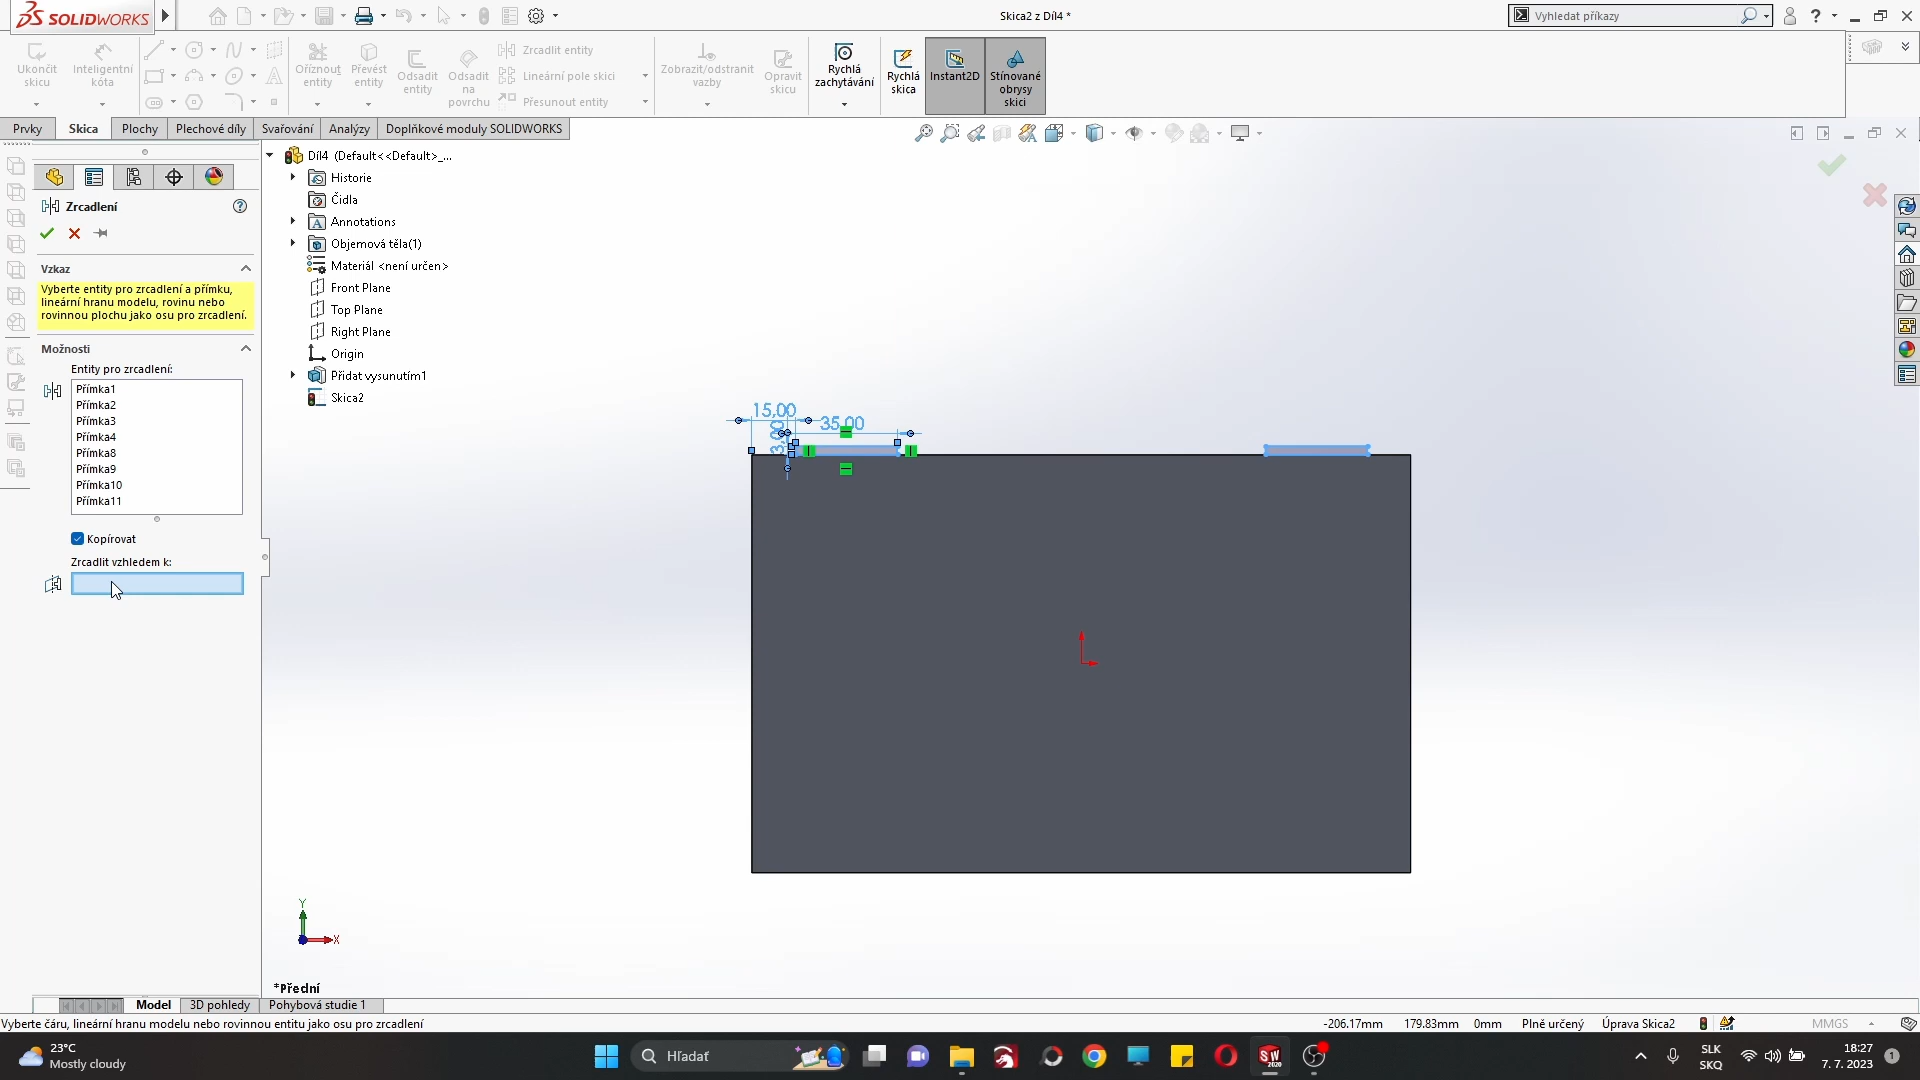 SOLIDWORKS
Skica2 z Díl4 *
Vyhledat příkazy
Ukončit skicu
Inteligentní kóta
Oříznout entity
Převést entity
Odsadit entity
Odsadit na povrchu
Zrcadlit entity
Lineární pole skici
Přesunout entity
Zobrazit/odstranit vazby
Opravit skicu
Rychlá zachytávání
Rychlá skica
Instant2D
Stínované obrysy skici
Prvky
Skica
Plochy
Plechové díly
Svařování
Analýzy
Doplňkové moduly SOLIDWORKS
Zrcadlení
Vzkaz
Vyberte entity pro zrcadlení a přímku,
lineární hranu modelu, rovinu nebo
rovinnou plochu jako osu pro zrcadlení.
Možnosti
Entity pro zrcadlení:
Přímka1
Přímka2
Přímka3
Přímka4
Přímka8
Přímka9
Přímka10
Přímka11
Kopírovat
Zrcadlit vzhledem k:
Díl4 (Default<<Default>_...
Historie
Čidla
Annotations
Objemová těla(1)
Materiál <není určen>
Front Plane
Top Plane
Right Plane
Origin
Přidat vysunutím1
Skica2
15,00
35,00
3,00
Y
X
*Přední
Model
3D pohledy
Pohybová studie 1
Vyberte čáru, lineární hranu modelu nebo rovinnou entitu jako osu pro zrcadlení
-206.17mm
179.83mm
0mm
Plně určený
Úprava Skica2
MMGS
23°C
Mostly cloudy
Hľadať
SW
2020
SLK
SKQ
18:27
7. 7. 2023
1